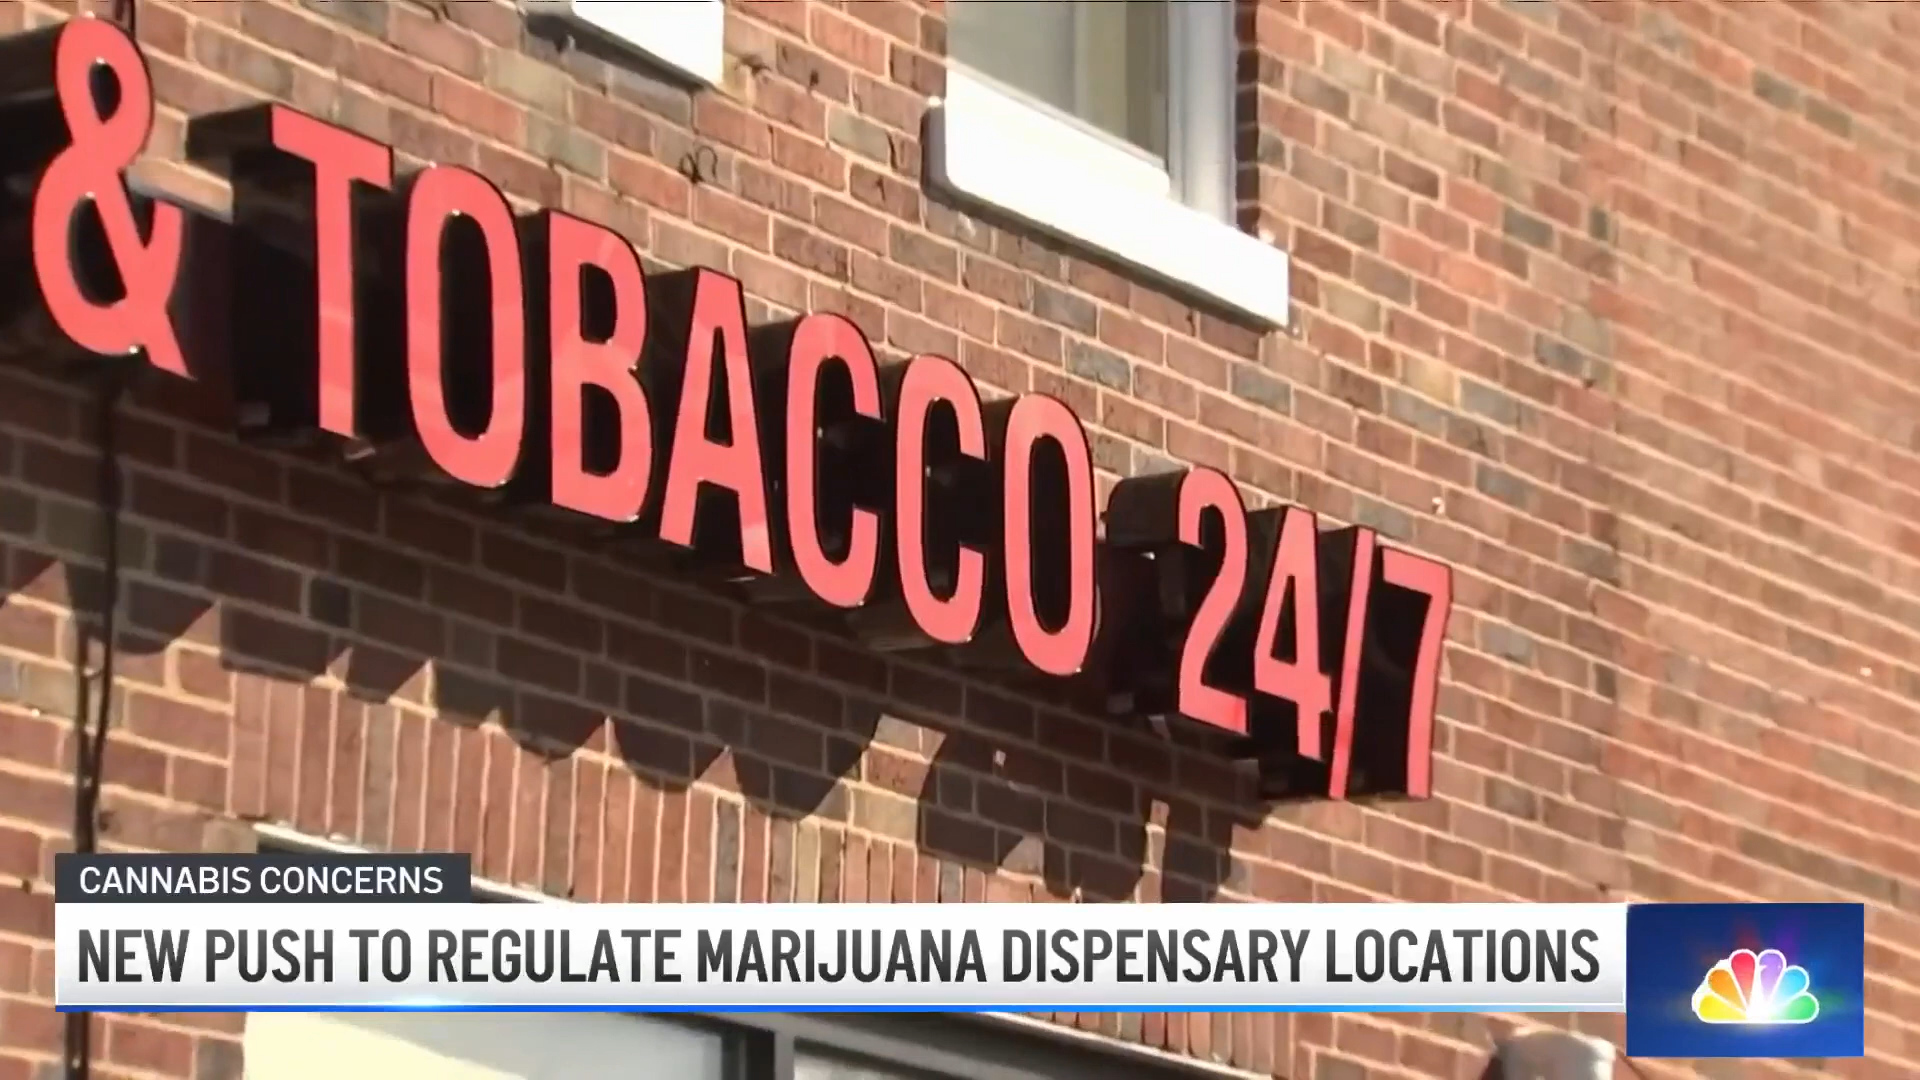 & TOBACCO 24/7
CANNABIS CONCERNS
NEW PUSH TO REGULATE MARIJUANA DISPENSARY LOCATIONS